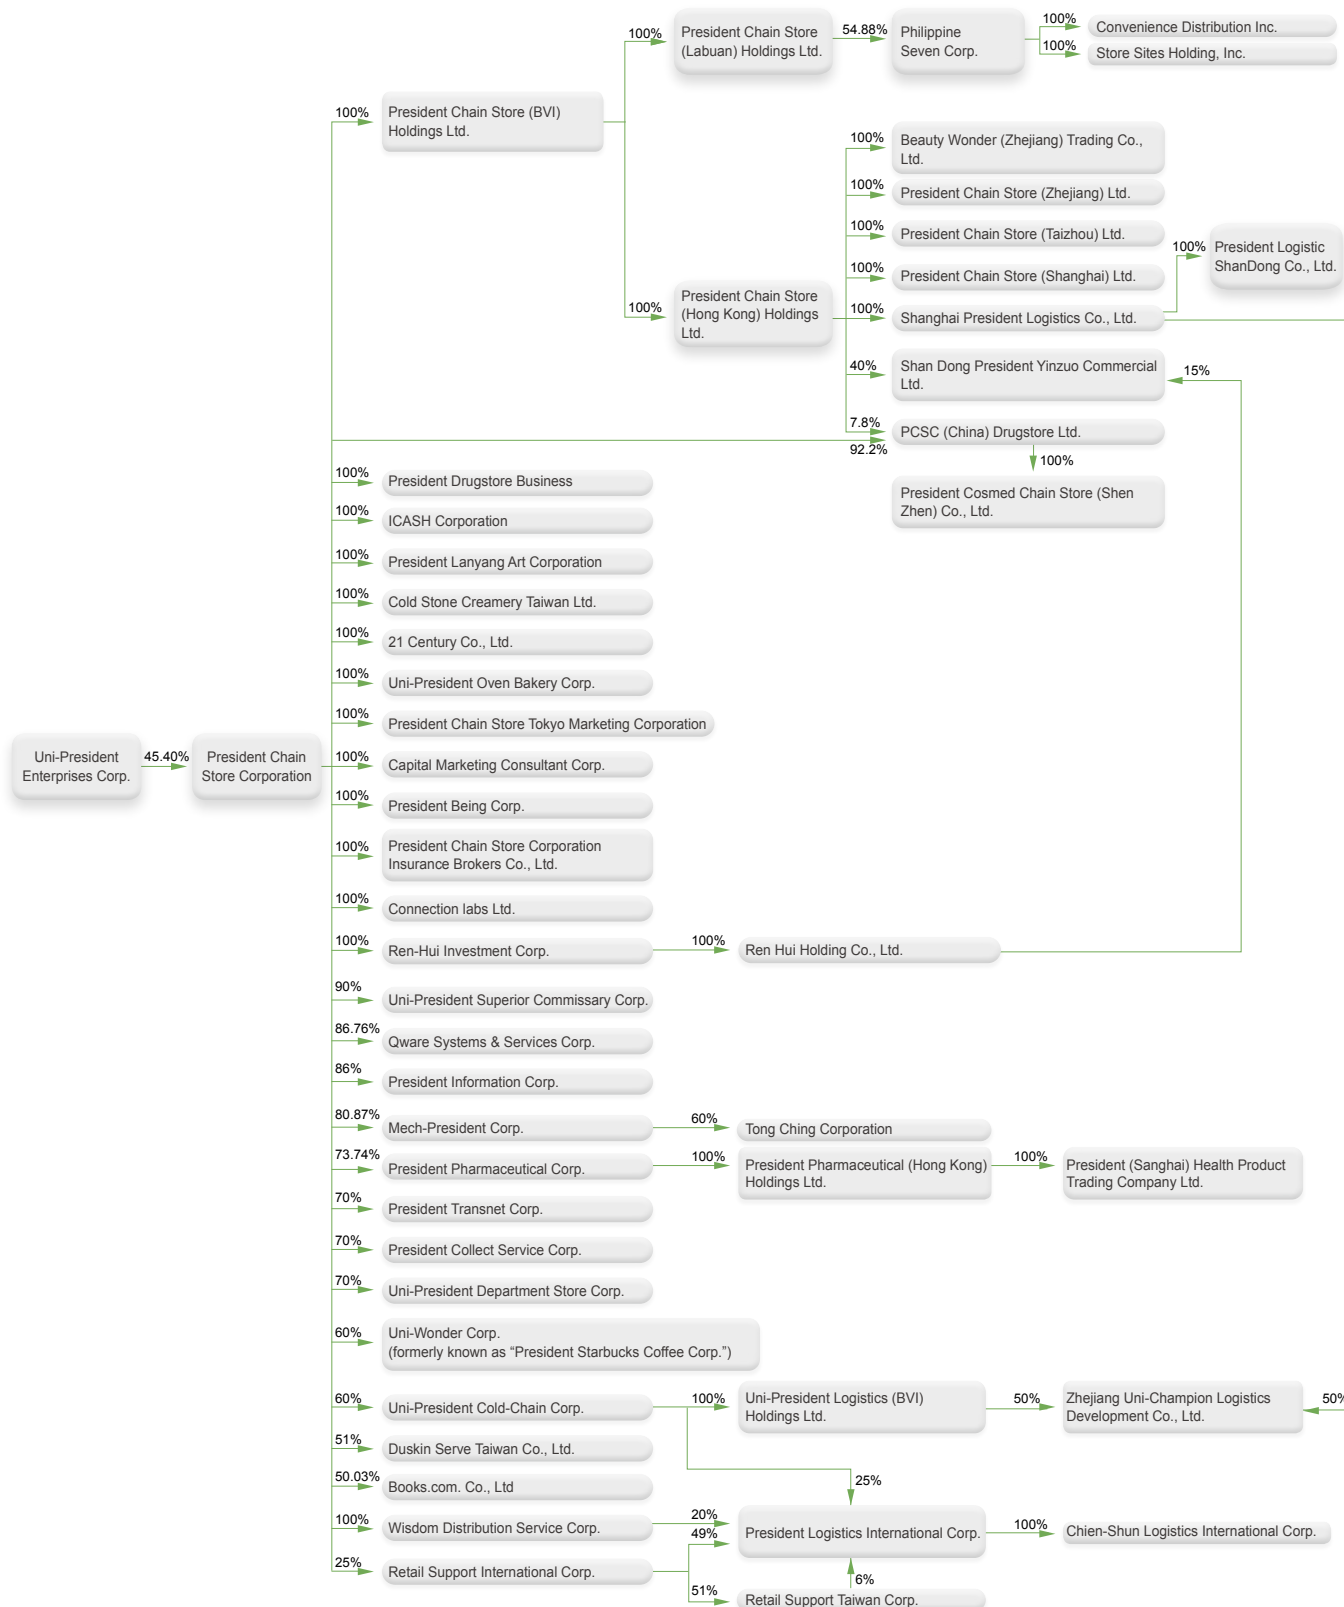 100%
President Chain Store
(Labuan) Holdings Ltd.
54.88%
Philippine
Seven Corp.
100%
Convenience Distribution Inc.
100%
Store Sites Holding, Inc.
100%
President Chain Store (BVI)
Holdings Ltd.
100%
Beauty Wonder (Zhejiang) Trading Co.,
Ltd.
100%
President Chain Store (Zhejiang) Ltd.
100%
President Chain Store (Taizhou) Ltd.
100%
President Logistic
ShanDong Co., Ltd.
100%
President Chain Store (Shanghai) Ltd.
100%
President Chain Store
(Hong Kong) Holdings
Ltd.
100%
Shanghai President Logistics Co., Ltd.
40%
Shan Dong President Yinzuo Commercial
Ltd.
15%
7.8%
PCSC (China) Drugstore Ltd.
92.2%
100%
President Cosmed Chain Store (Shen
Zhen) Co., Ltd.
100%
President Drugstore Business
100%
ICASH Corporation
100%
President Lanyang Art Corporation
100%
Cold Stone Creamery Taiwan Ltd.
100%
21 Century Co., Ltd.
100%
Uni-President Oven Bakery Corp.
100%
President Chain Store Tokyo Marketing Corporation
Uni-President
Enterprises Corp.
45.40%
President Chain
Store Corporation
100%
Capital Marketing Consultant Corp.
100%
President Being Corp.
100%
President Chain Store Corporation
Insurance Brokers Co., Ltd.
100%
Connection labs Ltd.
100%
Ren-Hui Investment Corp.
100%
Ren Hui Holding Co., Ltd.
90%
Uni-President Superior Commissary Corp.
86.76%
Qware Systems & Services Corp.
86%
President Information Corp.
80.87%
Mech-President Corp.
60%
Tong Ching Corporation
73.74%
President Pharmaceutical Corp.
100%
President Pharmaceutical (Hong Kong)
Holdings Ltd.
100%
President (Sanghai) Health Product
Trading Company Ltd.
70%
President Transnet Corp.
70%
President Collect Service Corp.
70%
Uni-President Department Store Corp.
60%
Uni-Wonder Corp.
(formerly known as “President Starbucks Coffee Corp.”)
60%
Uni-President Cold-Chain Corp.
100%
Uni-President Logistics (BVI)
Holdings Ltd.
50%
Zhejiang Uni-Champion Logistics
Development Co., Ltd.
50%
51%
Duskin Serve Taiwan Co., Ltd.
25%
50.03%
Books.com. Co., Ltd
100%
Wisdom Distribution Service Corp.
20%
49%
President Logistics International Corp.
100%
Chien-Shun Logistics International Corp.
25%
Retail Support International Corp.
6%
51%
Retail Support Taiwan Corp.